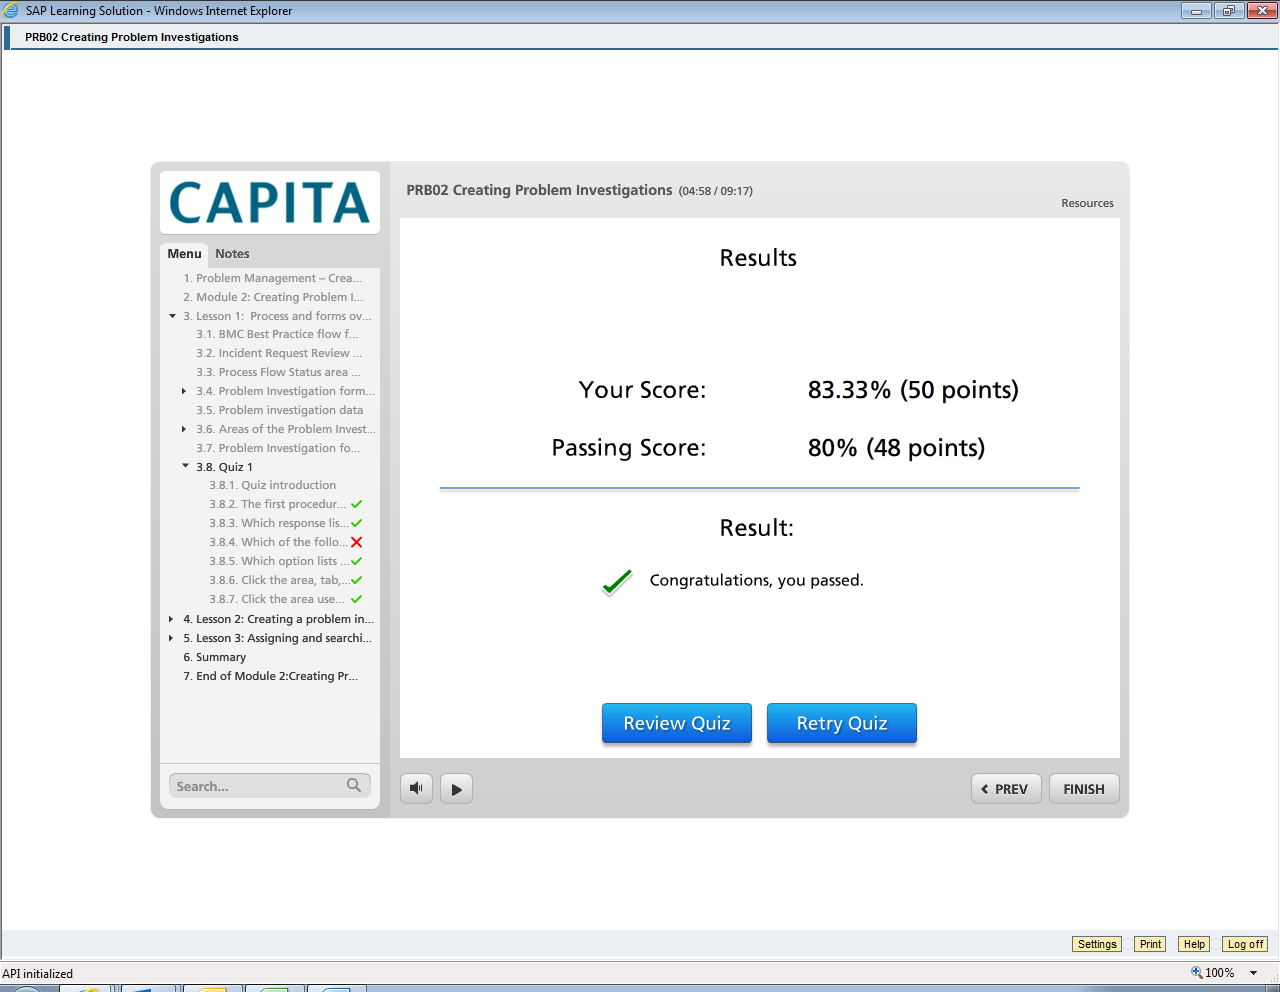 SAP Learning Solution - Windows Internet Explorer
PRB02 Creating Problem Investigations
CAPITA
PRB02 Creating Problem Investigations (04:58 / 09:17)
Resources
Menu
Notes
1. Problem Management – Crea...
2. Module 2: Creating Problem I...
3. Lesson 1: Process and forms ov...
3.1. BMC Best Practice flow f...
3.2. Incident Request Review ...
3.3. Process Flow Status area ...
3.4. Problem Investigation form...
3.5. Problem investigation data
3.6. Areas of the Problem Invest...
3.7. Problem Investigation fo...
3.8. Quiz 1
3.8.1. Quiz introduction
3.8.2. The first procedur...
3.8.3. Which response lis...
3.8.4. Which of the follo...
3.8.5. Which option lists ...
3.8.6. Click the area, tab,...
3.8.7. Click the area use...
4. Lesson 2: Creating a problem in...
5. Lesson 3: Assigning and searchi...
6. Summary
7. End of Module 2:Creating Pr...
Search...
Results
Your Score: 83.33% (50 points)
Passing Score: 80% (48 points)
Result:
Congratulations, you passed.
Review Quiz
Retry Quiz
PREV
FINISH
Settings
Print
Help
Log off
API initialized
100%